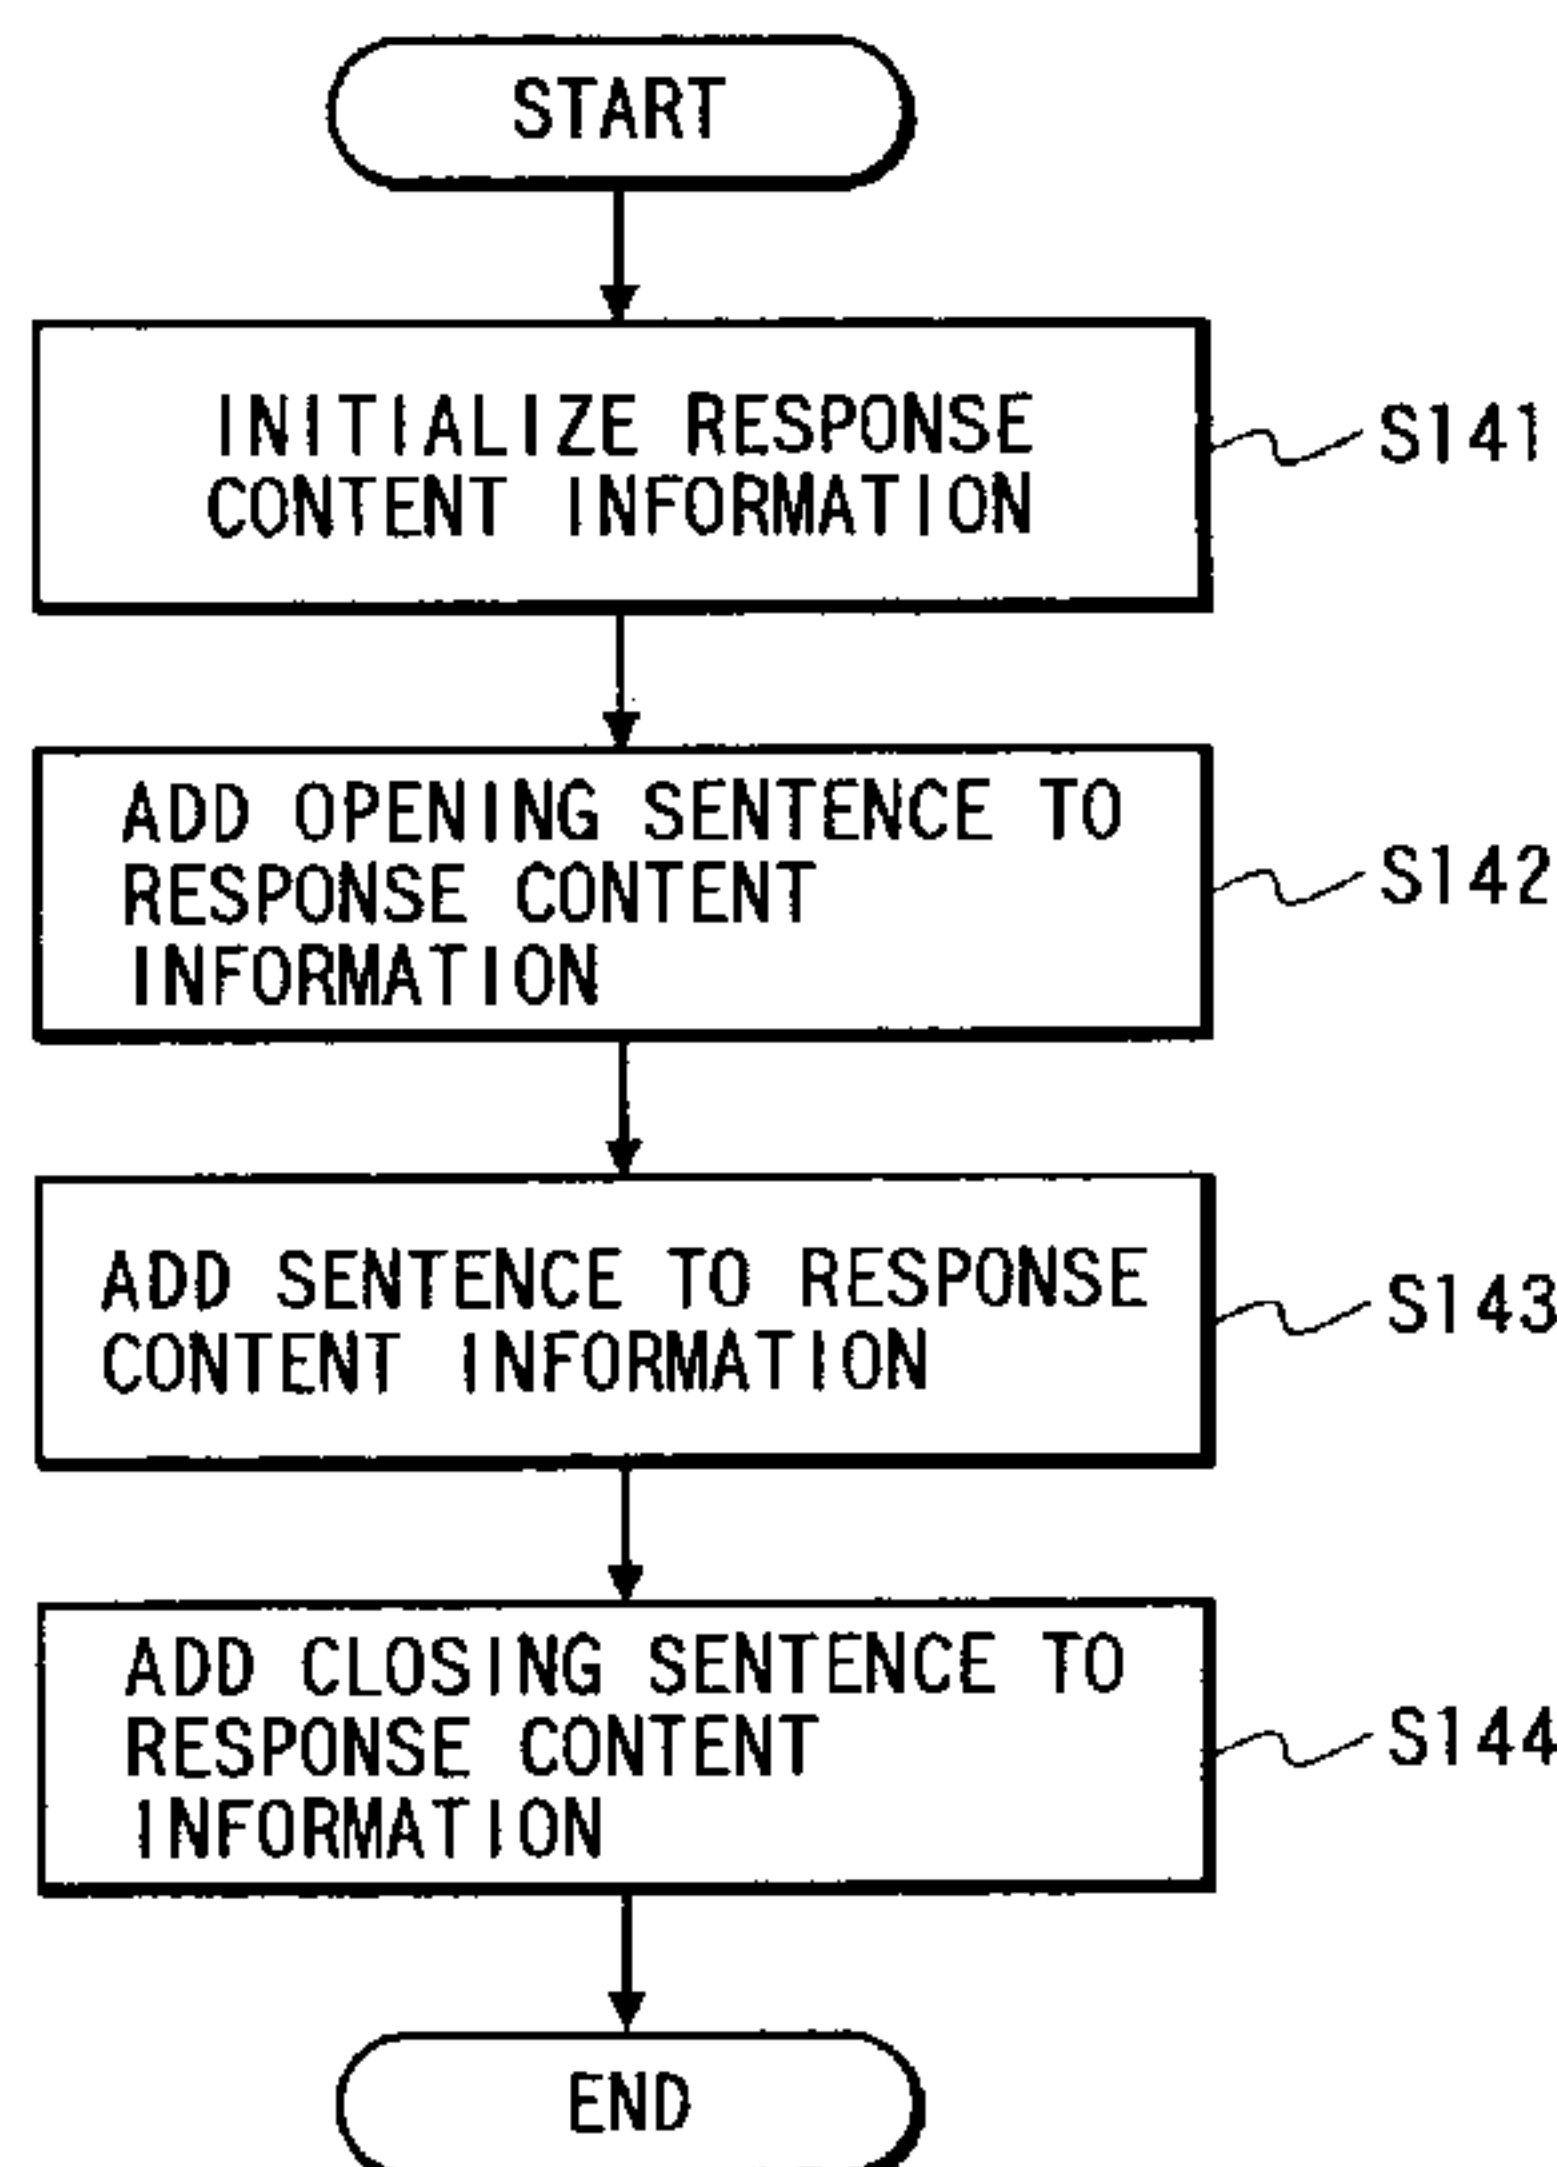 START
INITIALIZE RESPONSE
CONTENT INFORMATION
S141
ADD OPENING SENTENCE TO
RESPONSE CONTENT
INFORMATION
S142
ADD SENTENCE TO RESPONSE
CONTENT INFORMATION
S143
ADD CLOSING SENTENCE TO
RESPONSE CONTENT
INFORMATION
S144
END